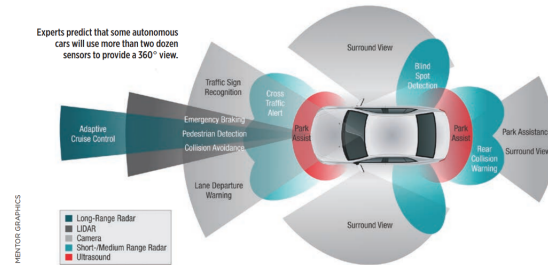 Experts predict that some autonomous
cars will use more than two dozen
sensors to provide a 360° view.
Surround View
Blind
Spot
Detection
Traffic Sign
Recognition
Cross
Traffic
Alert
Emergency Braking
Adaptive
Cruise Control
Pedestrian Detection
Collision Avoidance
Park
Assist
Park
Assist
Park Assistance
Surround View
Rear
Collision
Warning
Lane Departure
Warning
Surround View
Long-Range Radar
LIDAR
Camera
Short-/Medium Range Radar
Ultrasound
MENTOR GRAPHICS